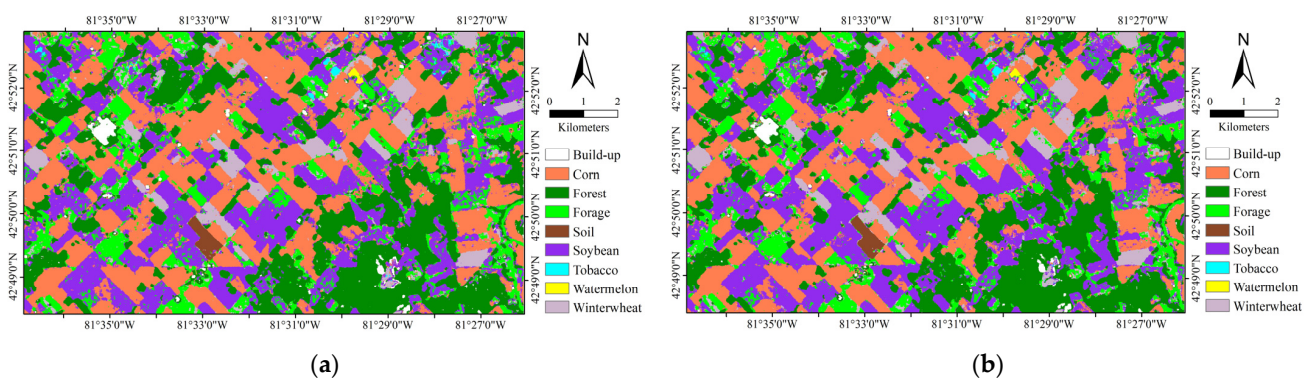 81°35'0"W 81°33'0"W 81°31'0"W 81°29'0"W 81°27'0"W
42°52'0"N
42°51'0"N
42°50'0"N
42°49'0"N
42°52'0"N
42°51'0"N
42°50'0"N
42°49'0"N
81°35'0"W 81°33'0"W 81°31'0"W 81°29'0"W 81°27'0"W
N
0 1 2
Kilometers
Build-up
Corn
Forest
Forage
Soil
Soybean
Tobacco
Watermelon
Winterwheat
(a)
81°35'0"W 81°33'0"W 81°31'0"W 81°29'0"W 81°27'0"W
42°52'0"N
42°51'0"N
42°50'0"N
42°49'0"N
42°52'0"N
42°51'0"N
42°50'0"N
42°49'0"N
81°35'0"W 81°33'0"W 81°31'0"W 81°29'0"W 81°27'0"W
N
0 1 2
Kilometers
Build-up
Corn
Forest
Forage
Soil
Soybean
Tobacco
Watermelon
Winterwheat
(b)